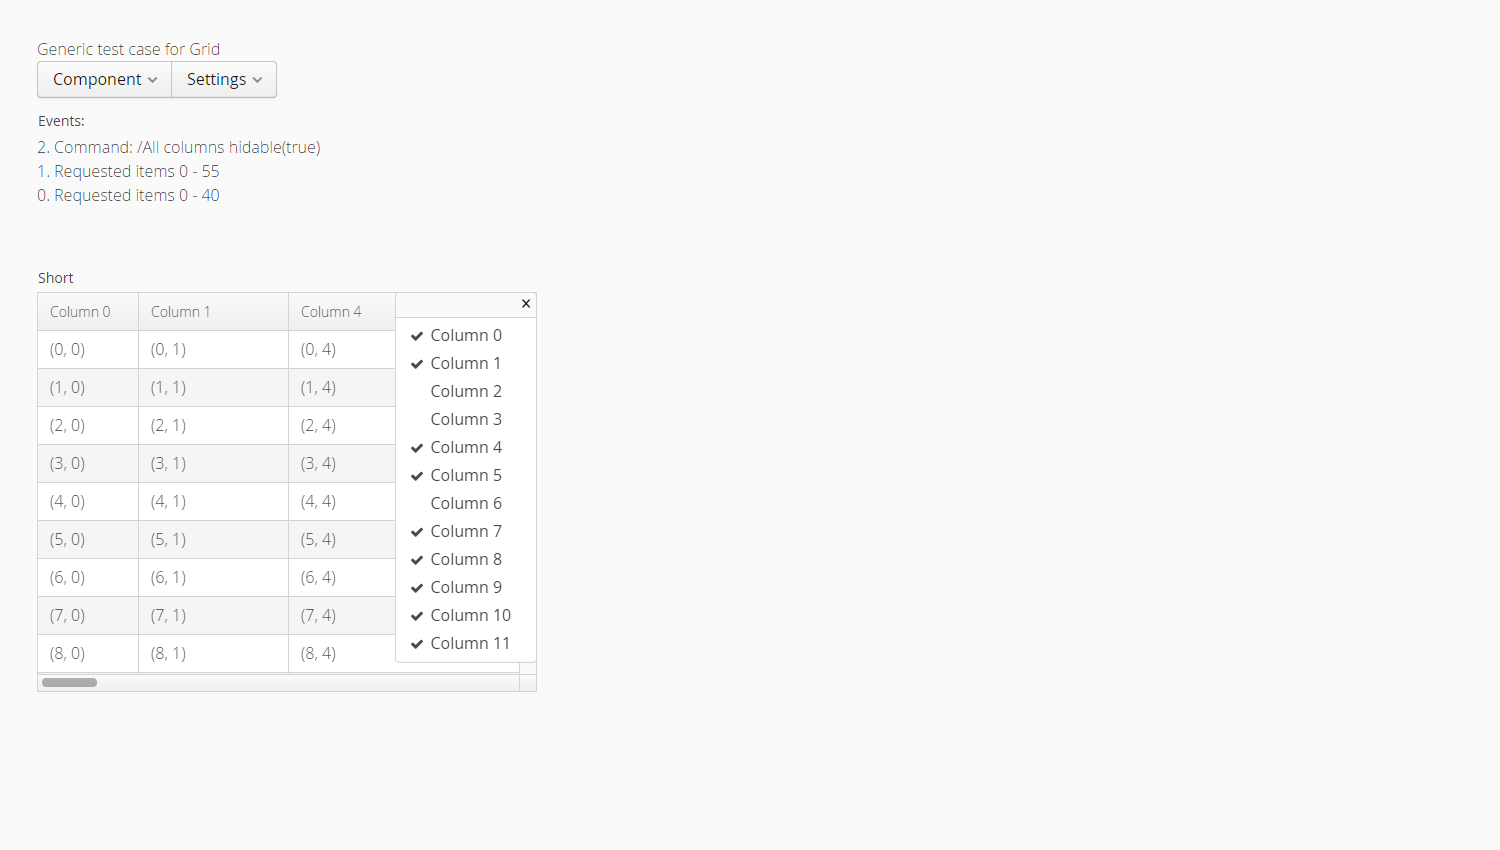 Generic test case for Grid
Component Settings
Events:
2. Command: /All columns hidable(true)
1. Requested items 0 - 55
0. Requested items 0 - 40
Short
Column 0 Column 1 Column 4
(0, 0) (0, 1) (0, 4)
(1, 0) (1, 1) (1, 4)
(2, 0) (2, 1) (2, 4)
(3, 0) (3, 1) (3, 4)
(4, 0) (4, 1) (4, 4)
(5, 0) (5, 1) (5, 4)
(6, 0) (6, 1) (6, 4)
(7, 0) (7, 1) (7, 4)
(8, 0) (8, 1) (8, 4)
Column 0
Column 1
Column 2
Column 3
Column 4
Column 5
Column 6
Column 7
Column 8
Column 9
Column 10
Column 11